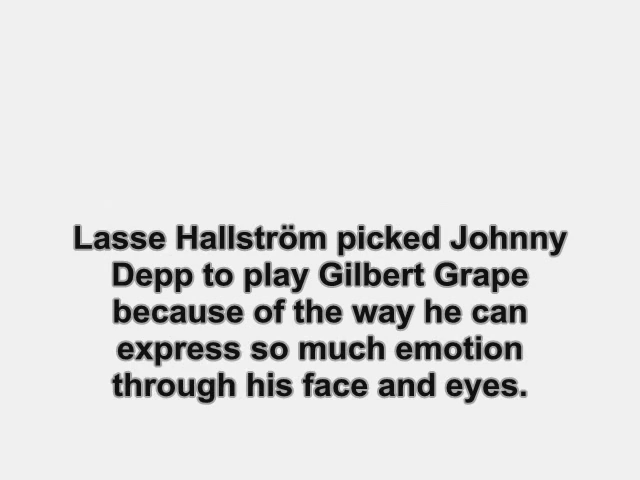 Lasse Hallström picked Johnny
Depp to play Gilbert Grape
because of the way he can
express so much emotion
through his face and eyes.